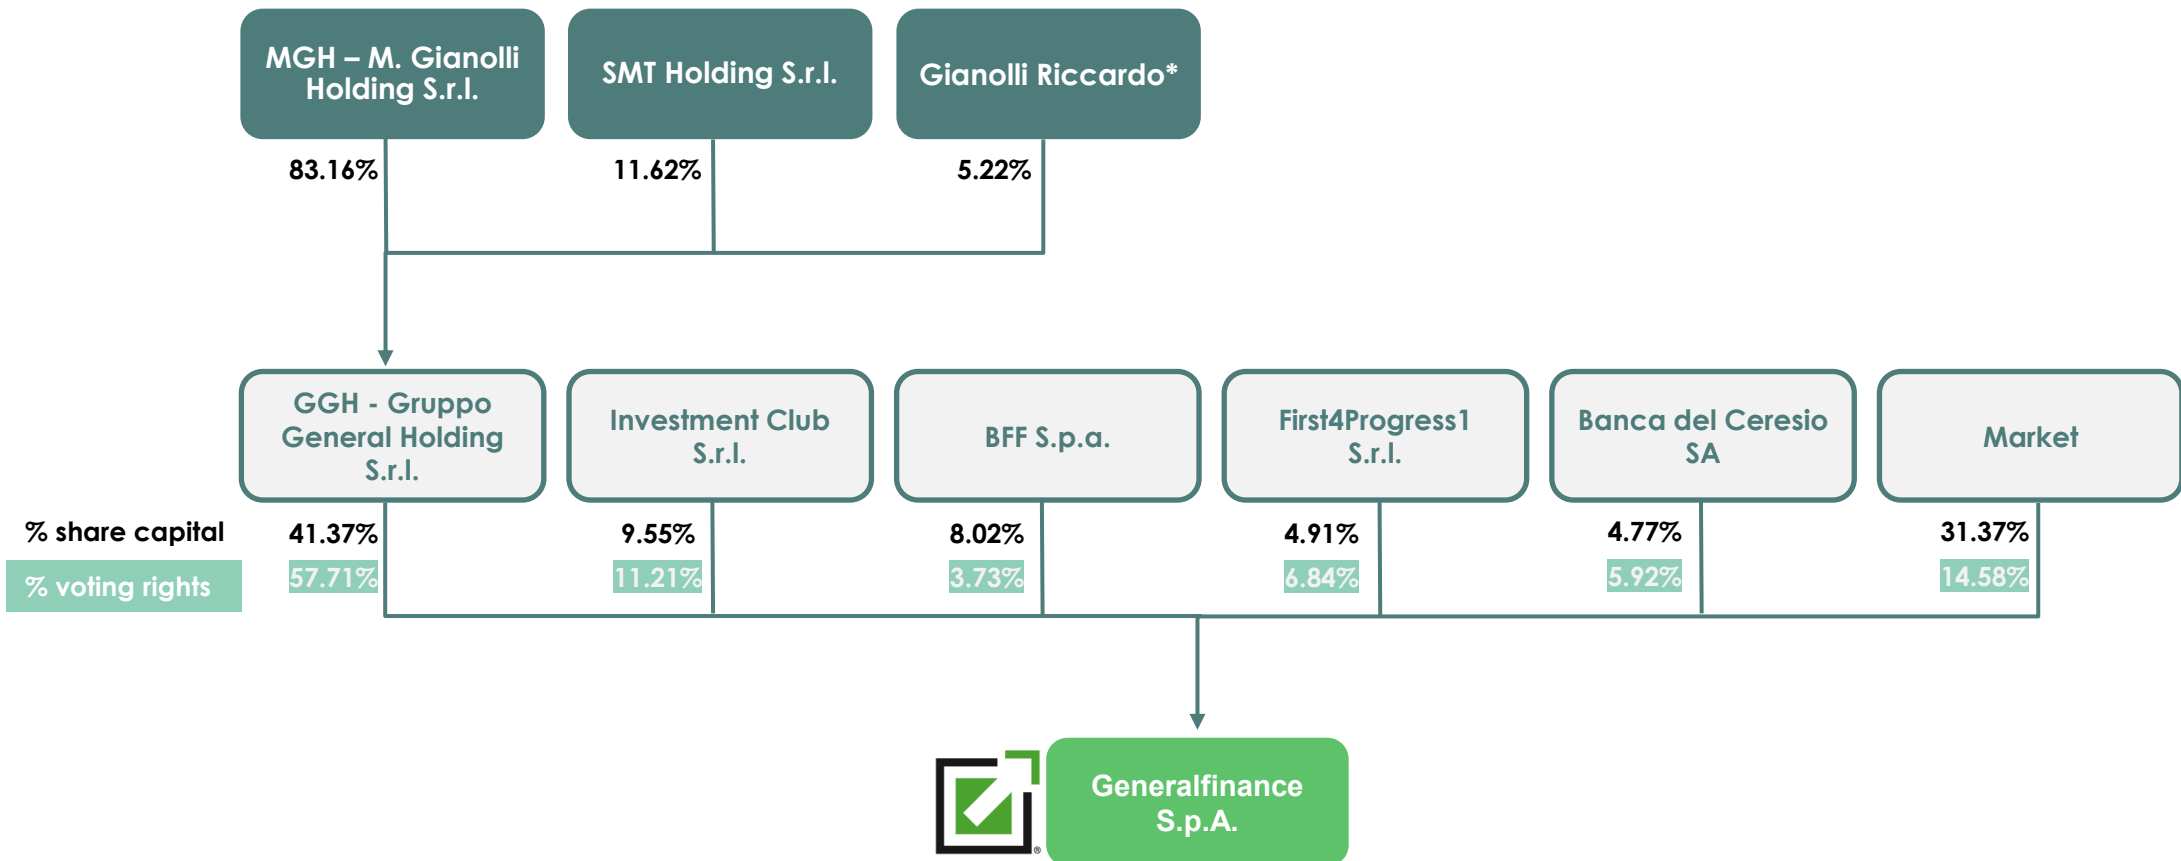 MGH – M. Gianolli
Holding S.r.l.
SMT Holding S.r.l.
Gianolli Riccardo*
83.16%
11.62%
5.22%
GGH - Gruppo
General Holding
S.r.l.
Investment Club
S.r.l.
BFF S.p.a.
First4Progress1
S.r.l.
Banca del Ceresio
SA
Market
% share capital
41.37%
9.55%
8.02%
4.91%
4.77%
31.37%
% voting rights
57.71%
11.21%
3.73%
6.84%
5.92%
14.58%
Generalfinance
S.p.A.
®